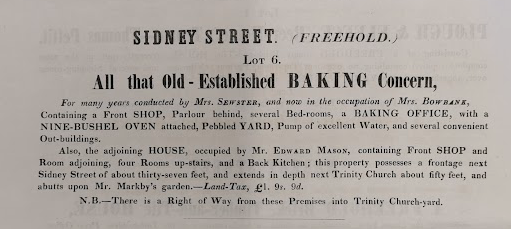 SIDNEY STREET. (FREEHOLD.)
LOT 6.
All that Old - Established BAKING Concern,
For many years conducted by Mrs. SEWSTER, and now in the occupation of Mrs. BOWBANK,
Containing a Front SHOP, Parlour behind, several Bed-rooms, a BAKING OFFICE, with a
NINE-BUSHEL OVEN attached, Pebbled YARD, Pump of excellent Water, and several convenient
Out-buildings.
Also, the adjoining HOUSE, occupied by Mr. EDWARD MASON, containing Front SHOP and
Room adjoining, four Rooms up-stairs, and a Back Kitchen; this property possesses a frontage next
Sidney Street of about thirty-seven feet, and extends in depth next Trinity Church about fifty feet, and
abutts upon Mr. Markby's garden.—Land-Tax, £1. 9s. 9d.
N.B.—There is a Right of Way from these Premises into Trinity Church-yard.